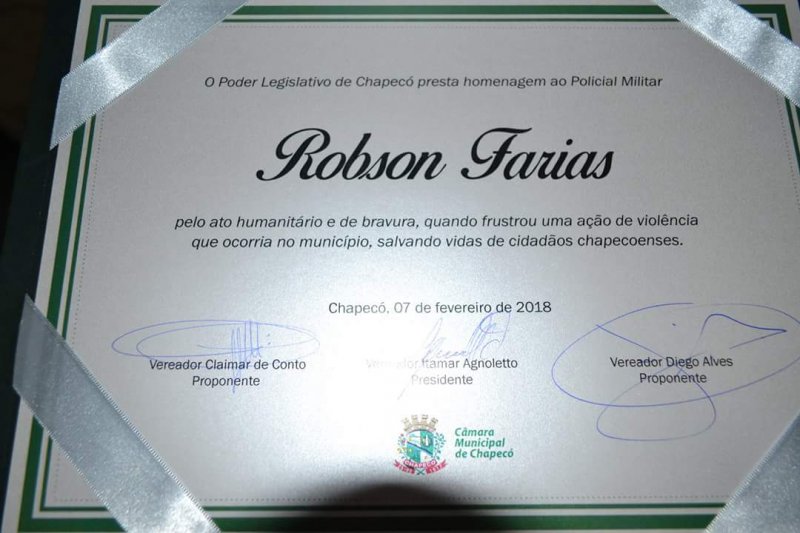 O Poder Legislativo de Chapecó presta homenagem ao Policial Militar
Robson Farias
pelo ato humanitário e de bravura, quando frustrou uma ação de violência
que ocorria no município, salvando vidas de cidadãos chapecoenses.
Chapecó, 07 de fevereiro de 2018
Vereador Claimar de Conto
Proponente
Vereador Itamar Agnoletto
Presidente
Vereador Diego Alves
Proponente
Câmara
Municipal
de Chapecó
CHAPECÓ